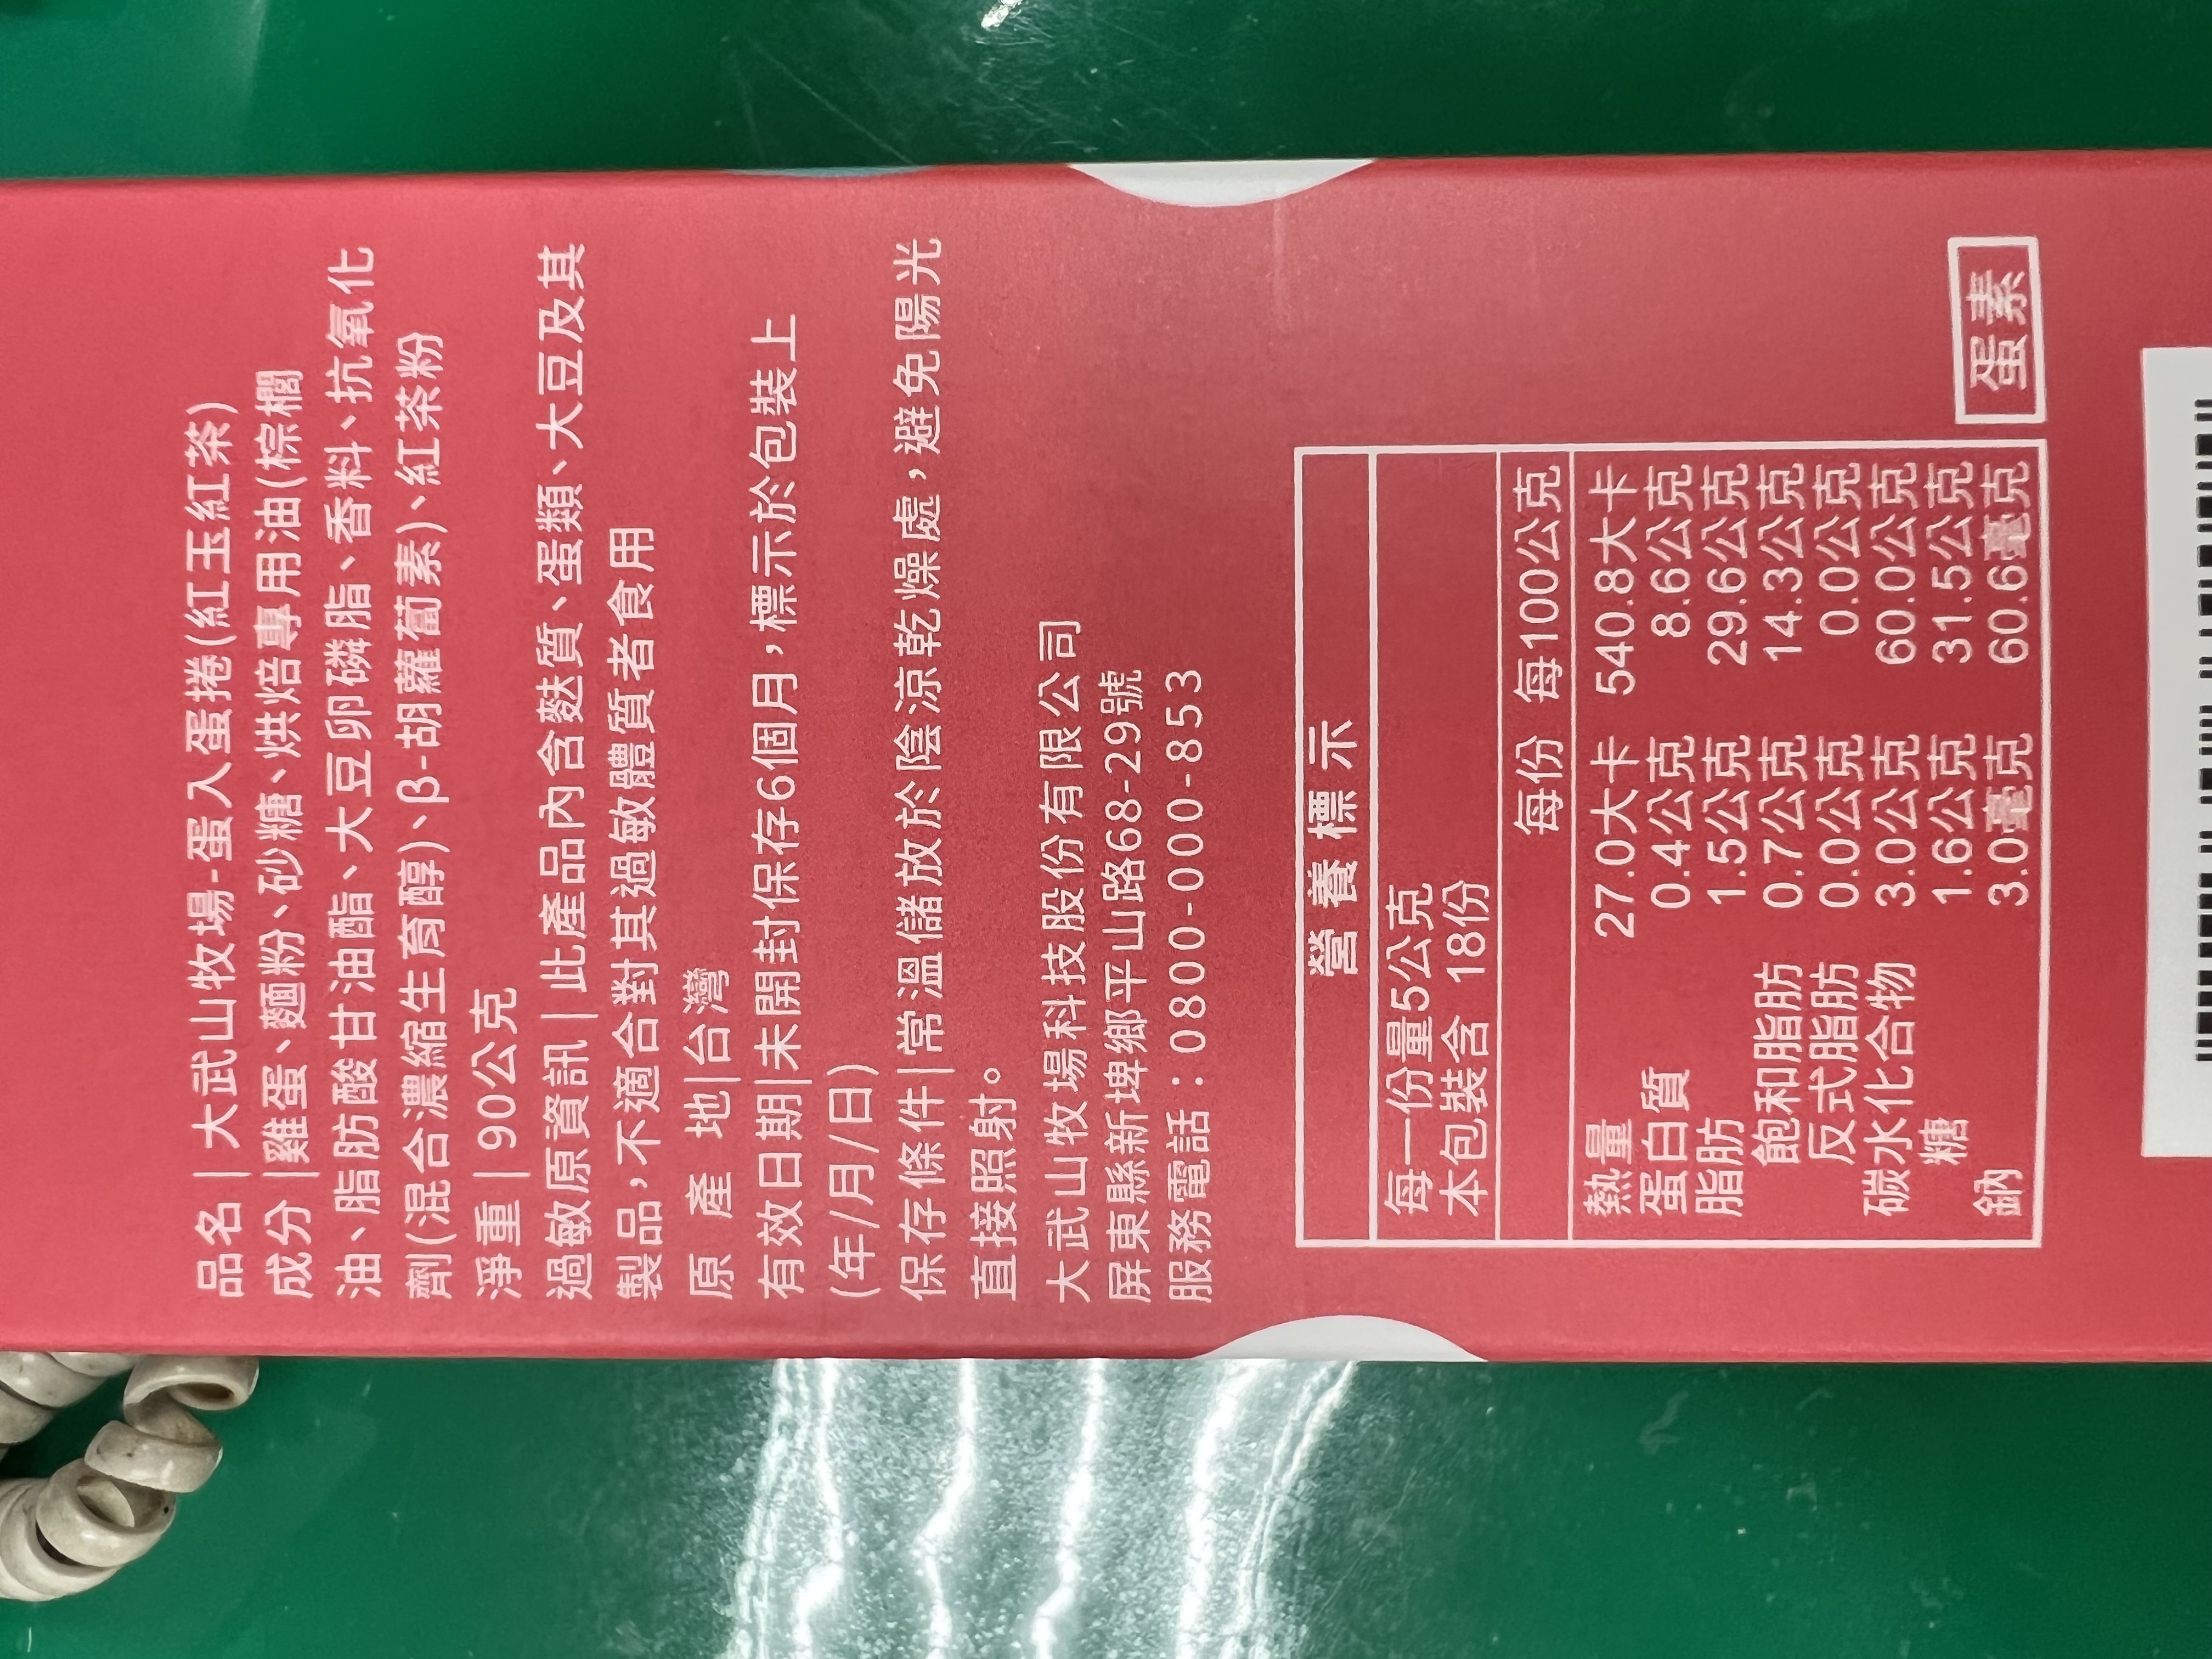 品名｜大武山牧場-蛋入蛋捲(紅玉紅茶)
成分｜雞蛋、麵粉、砂糖、烘焙專用油(棕櫚
油、脂肪酸甘油酯、大豆卵磷脂、香料、抗氧化
劑(混合濃縮生育醇)、β-胡蘿蔔素)、紅茶粉
淨重｜90公克
過敏原資訊｜此產品內含麩質、蛋類、大豆及其
製品，不適合對其過敏體質者食用
原 產 地｜台灣
有效日期｜未開封保存6個月，標示於包裝上
(年/月/日)
保存條件｜常溫儲放於陰涼乾燥處，避免陽光
直接照射。
大武山牧場科技股份有限公司
屏東縣新埤鄉平山路68-29號
服務電話：0800-000-853
營養標示
每一份量5公克
本包裝含 18份
每份 每100公克
熱量 27.0大卡 540.8大卡
蛋白質 0.4公克 8.6公克
脂肪 1.5公克 29.6公克
飽和脂肪 0.7公克 14.3公克
反式脂肪 0.0公克 0.0公克
碳水化合物 3.0公克 60.0公克
糖 1.6公克 31.5公克
鈉 3.0毫克 60.6毫克
蛋素